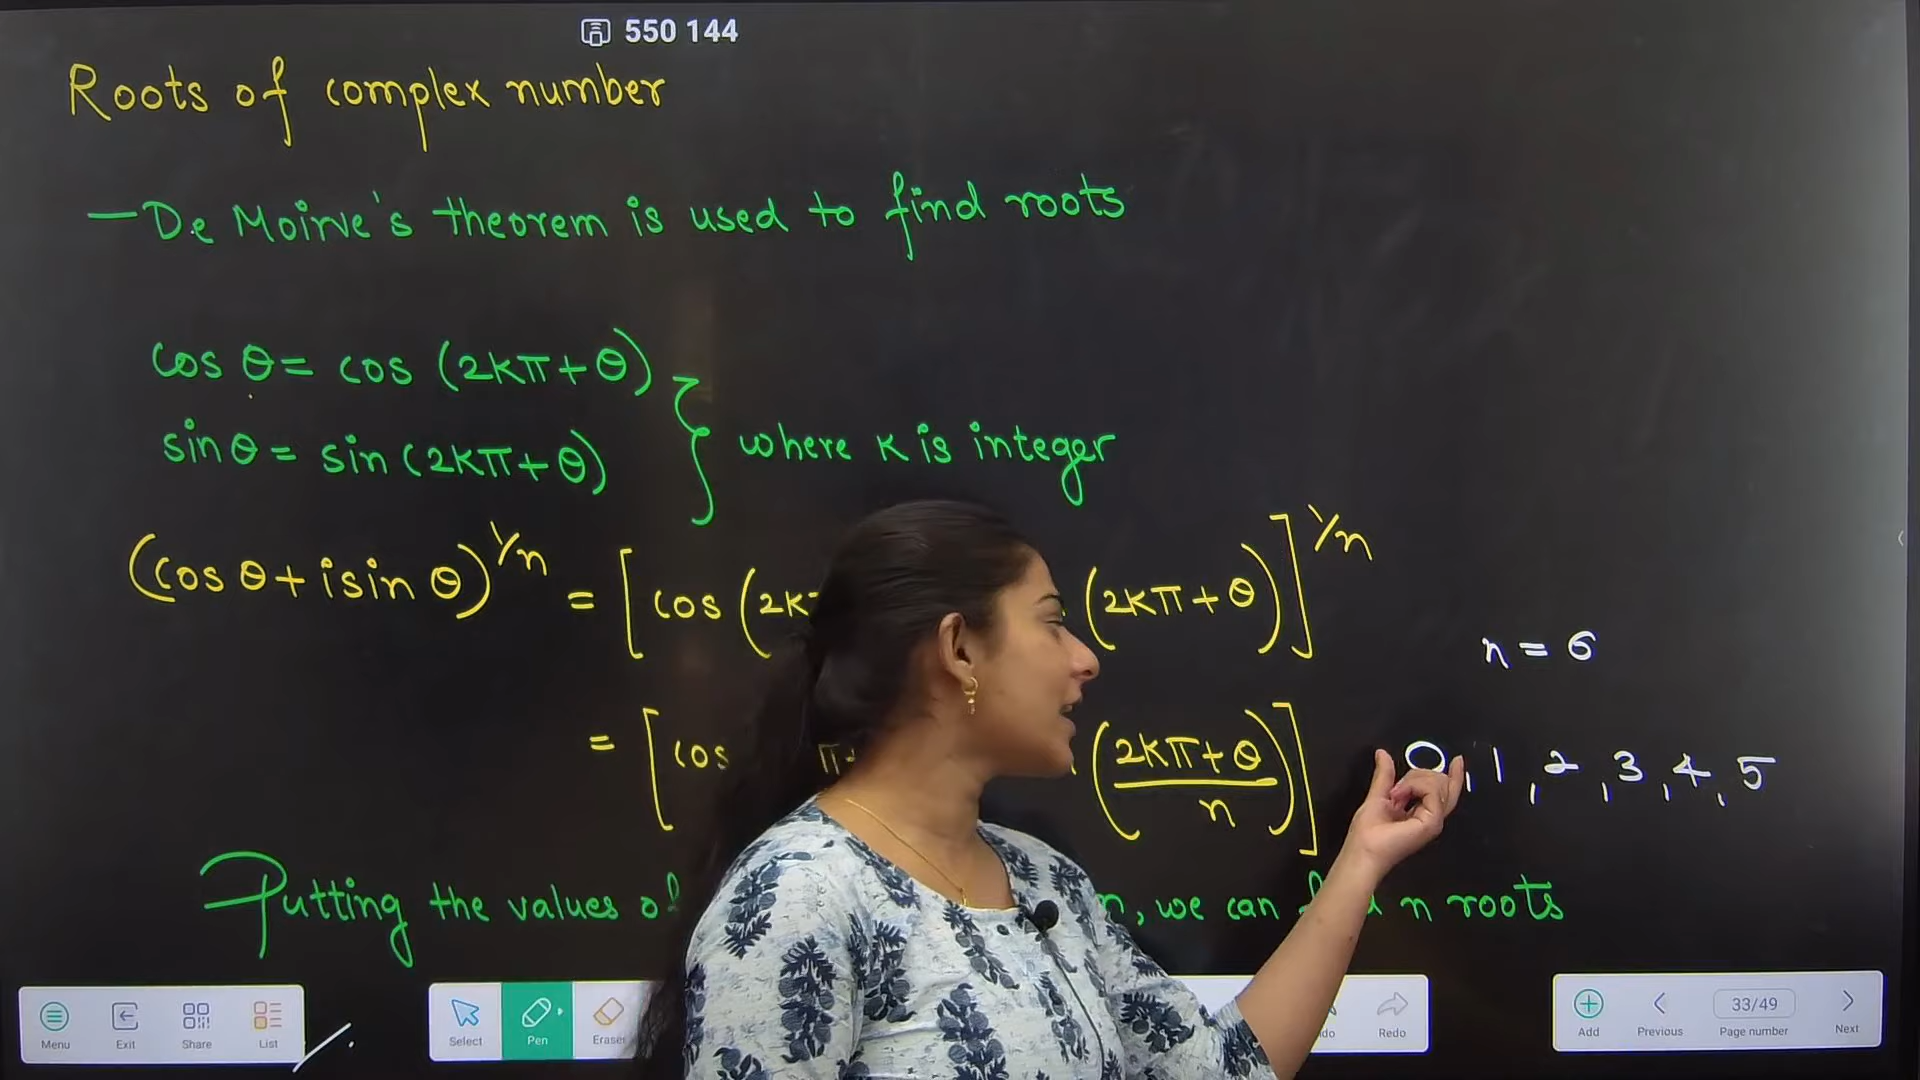 550 144
Roots of complex number
— De Moirve's theorem is used to find roots
cos θ = cos (2kπ + θ)
sin θ = sin (2kπ + θ)
} where k is integer
(cos θ + i sin θ)^1/n = [cos (2k (2kπ + θ)]^1/n
n = 6
= [cos π (2kπ + θ / n)]
0, 1, 2, 3, 4, 5
Putting the values of n, we can n roots
Menu Exit Share List Select Pen Eraser Redo Add Previous 33/49 Page number Next